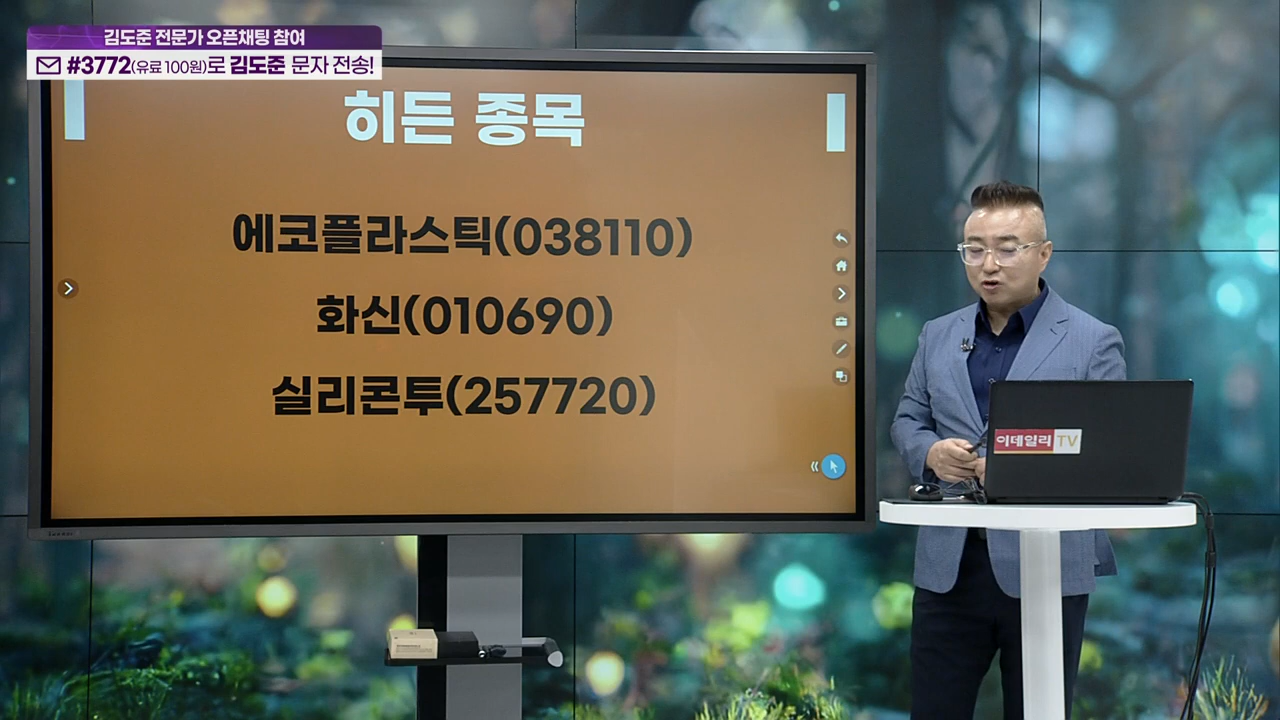 김도준 전문가 오픈채팅 참여
#3772(유료 100원)로 김도준 문자 전송!
히든 종목
에코플라스틱(038110)
화신(010690)
실리콘투(257720)
이데일리 TV